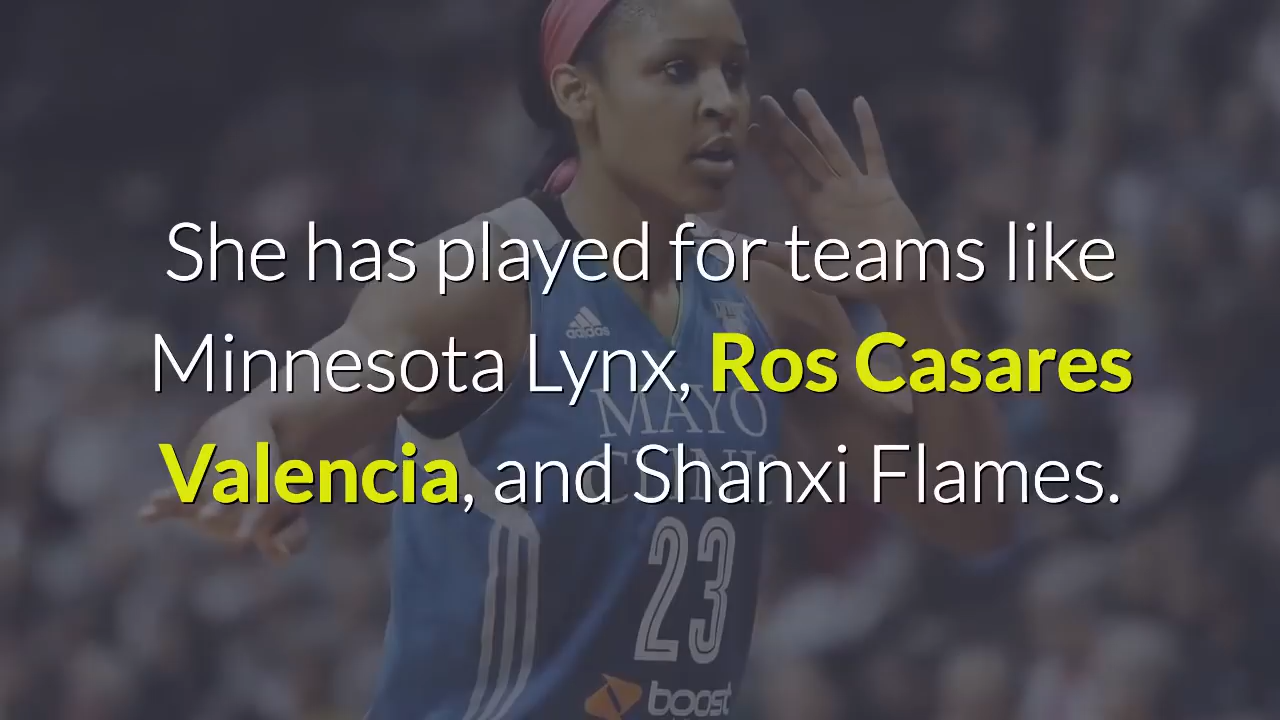 She has played for teams like
Minnesota Lynx, Ros Casares
Valencia, and Shanxi Flames.
adidas
MAYO
23
boost